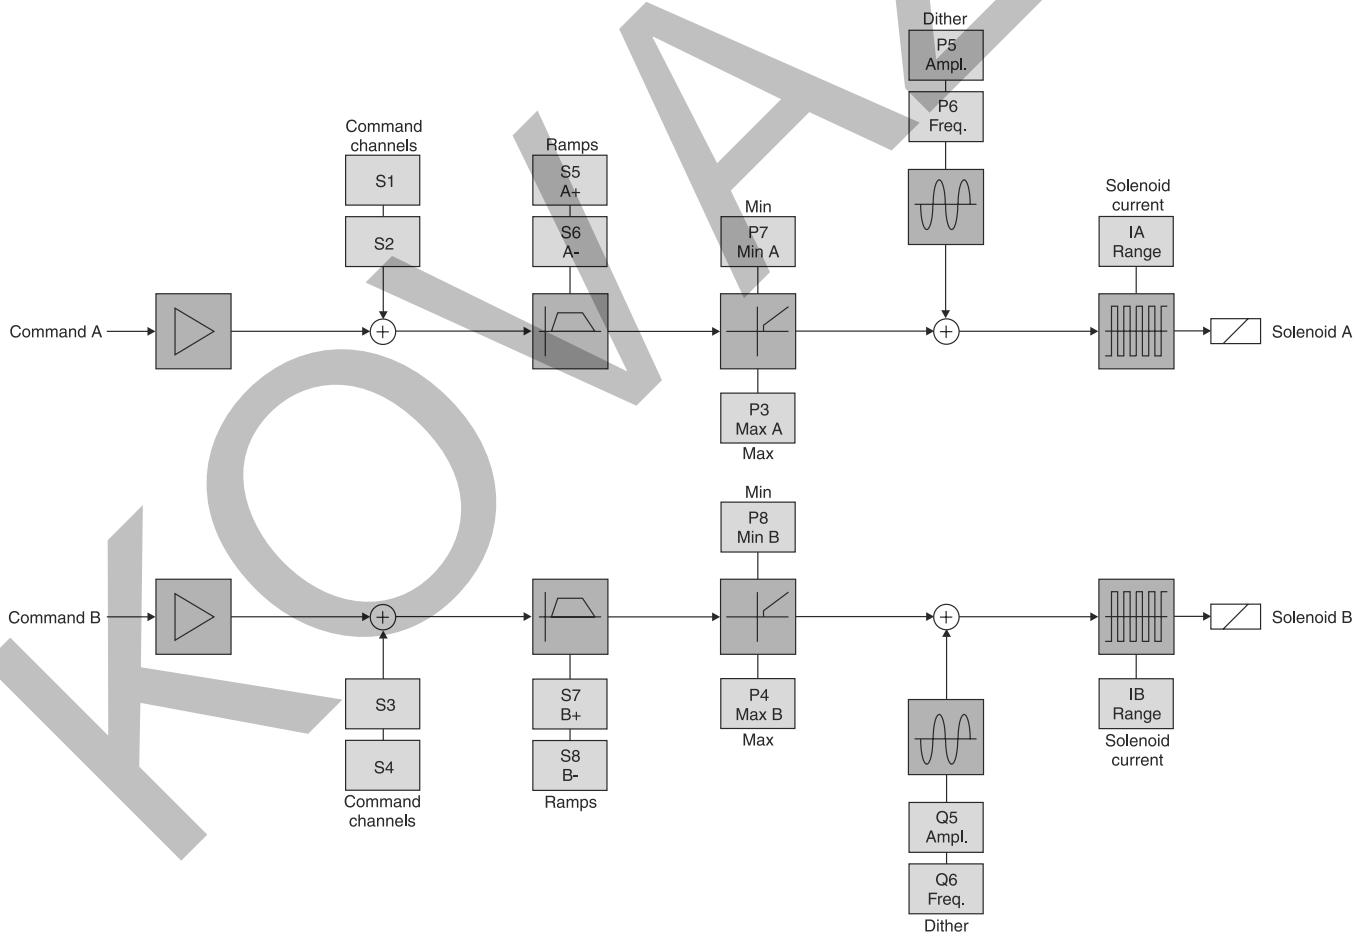 Dither
P5
Ampl.
P6
Freq.
Command
channels
S1
S2
Ramps
S5
A+
S6
A-
Min
P7
Min A
Solenoid
current
IA
Range
Command A
+
+
Solenoid A
P3
Max A
Max
Min
P8
Min B
Command B
+
+
Solenoid B
S3
S4
Command
channels
S7
B+
S8
B-
Ramps
P4
Max B
Max
IB
Range
Solenoid
current
Q5
Ampl.
Q6
Freq.
Dither